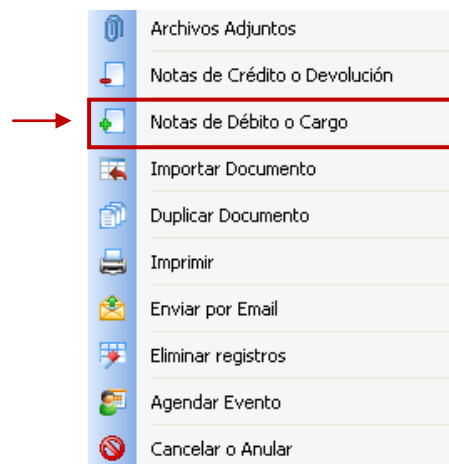 Archivos Adjuntos
Notas de Crédito o Devolución
Notas de Débito o Cargo
Importar Documento
Duplicar Documento
Imprimir
Enviar por Email
Eliminar registros
Agendar Evento
Cancelar o Anular